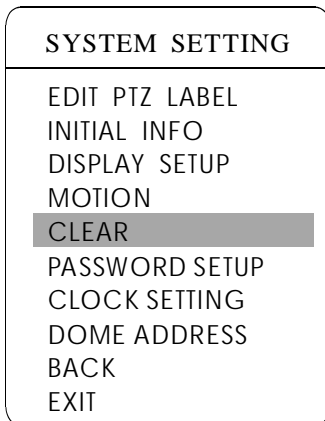 SYSTEM SETTING
EDIT PTZ LABEL
INITIAL INFO
DISPLAY SETUP
MOTION
CLEAR
PASSWORD SETUP
CLOCK SETTING
DOME ADDRESS
BACK
EXIT